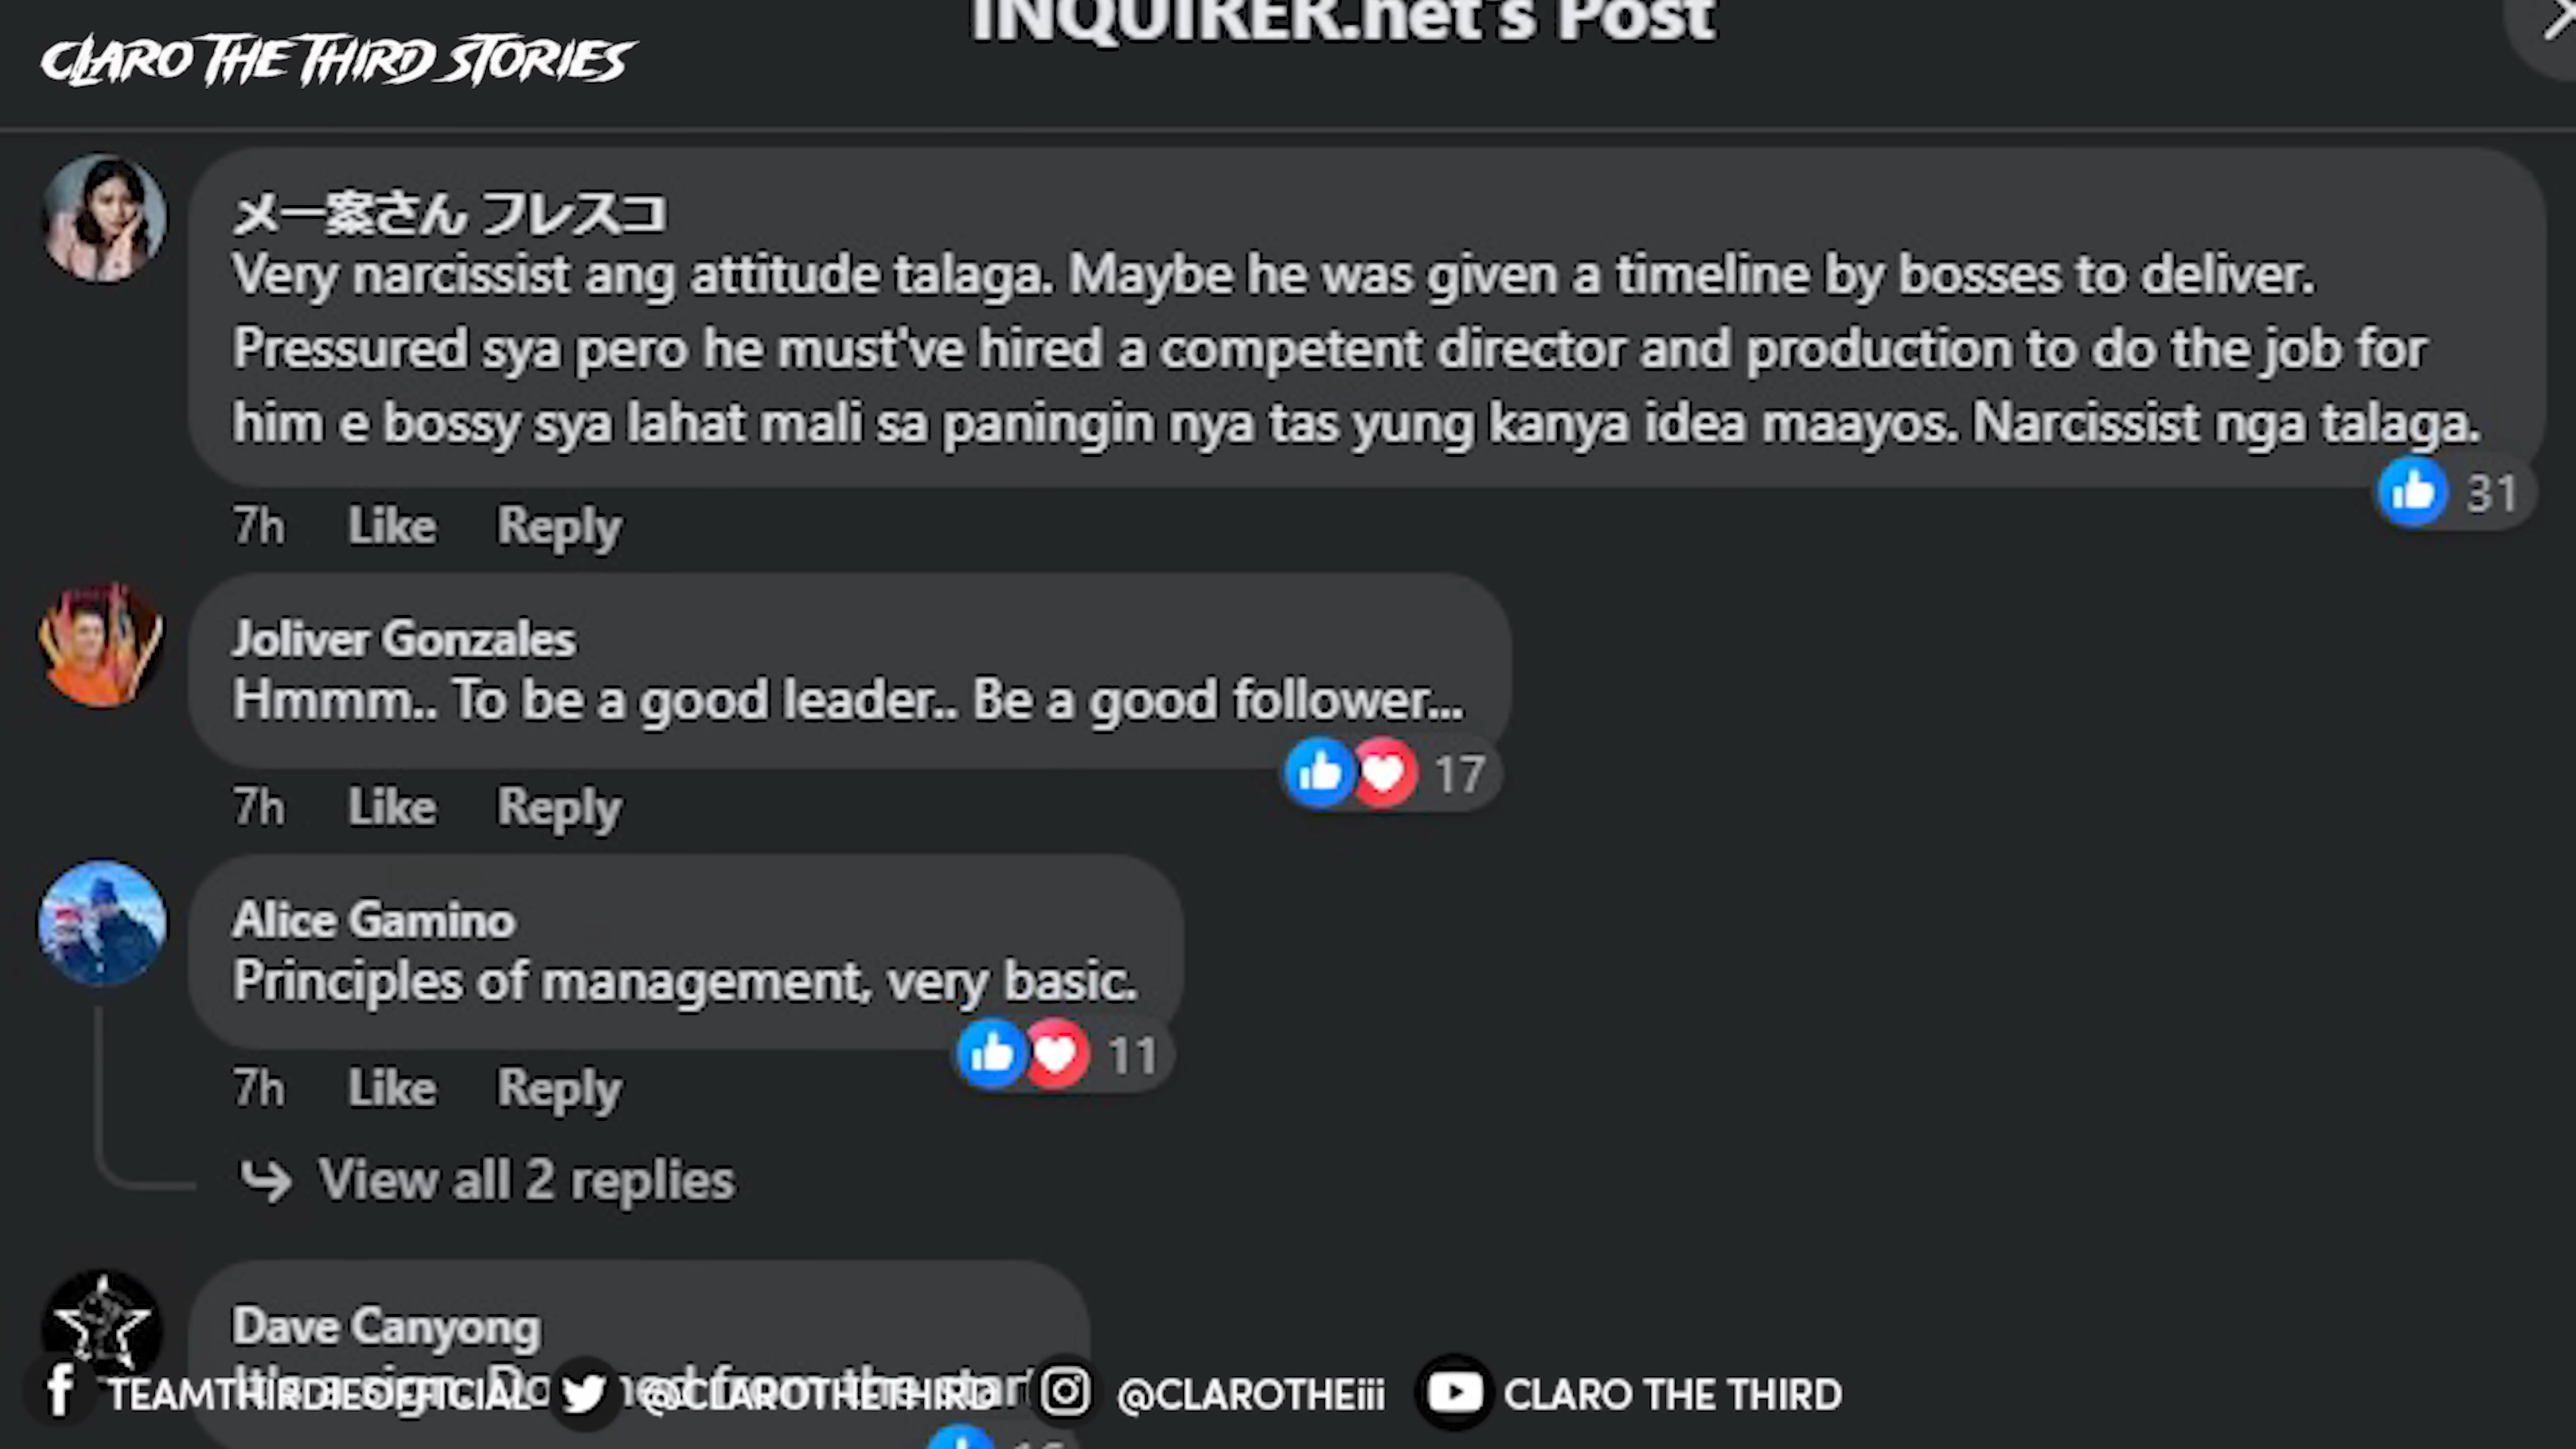 INQUIRER.net's Post
CLARO THE THIRD STORIES
メー案さん フレスコ
Very narcissist ang attitude talaga. Maybe he was given a timeline by bosses to deliver.
Pressured sya pero he must've hired a competent director and production to do the job for
him e bossy sya lahat mali sa paningin nya tas yung kanya idea maayos. Narcissist nga talaga.
31
7h Like Reply
Joliver Gonzales
Hmmm.. To be a good leader.. Be a good follower...
17
7h Like Reply
Alice Gamino
Principles of management, very basic.
11
7h Like Reply
View all 2 replies
Dave Canyong
from the start
TEAMTHIRDIEOFFICIAL @CLAROTHETHIRD @CLAROTHEiii CLARO THE THIRD